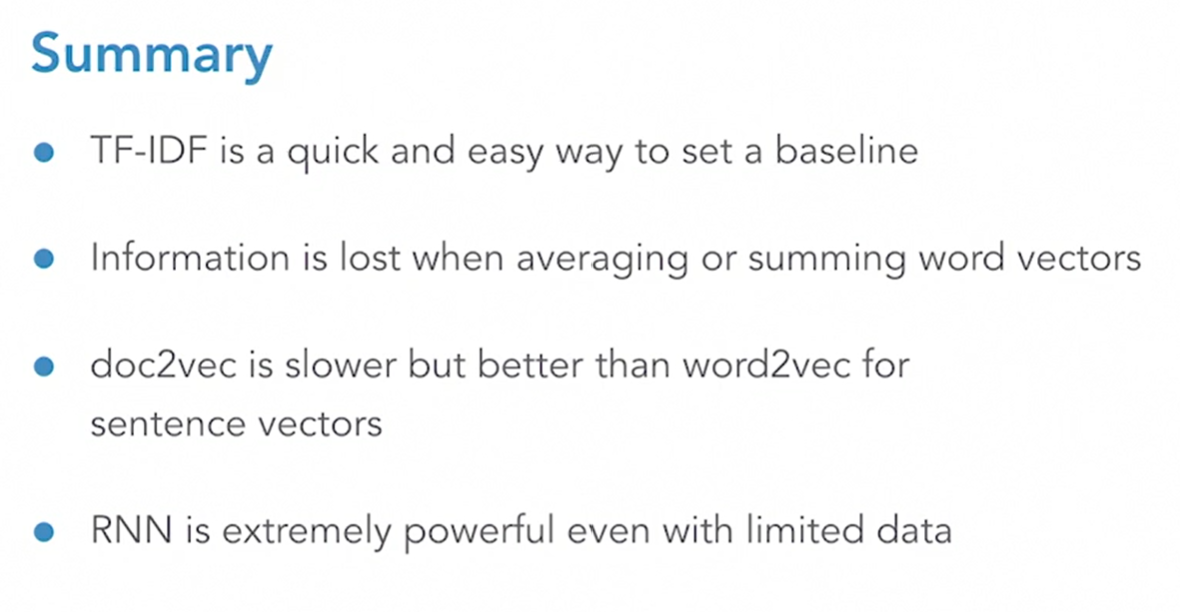 Summary
TF-IDF is a quick and easy way to set a baseline
Information is lost when averaging or summing word vectors
doc2vec is slower but better than word2vec for
sentence vectors
RNN is extremely powerful even with limited data